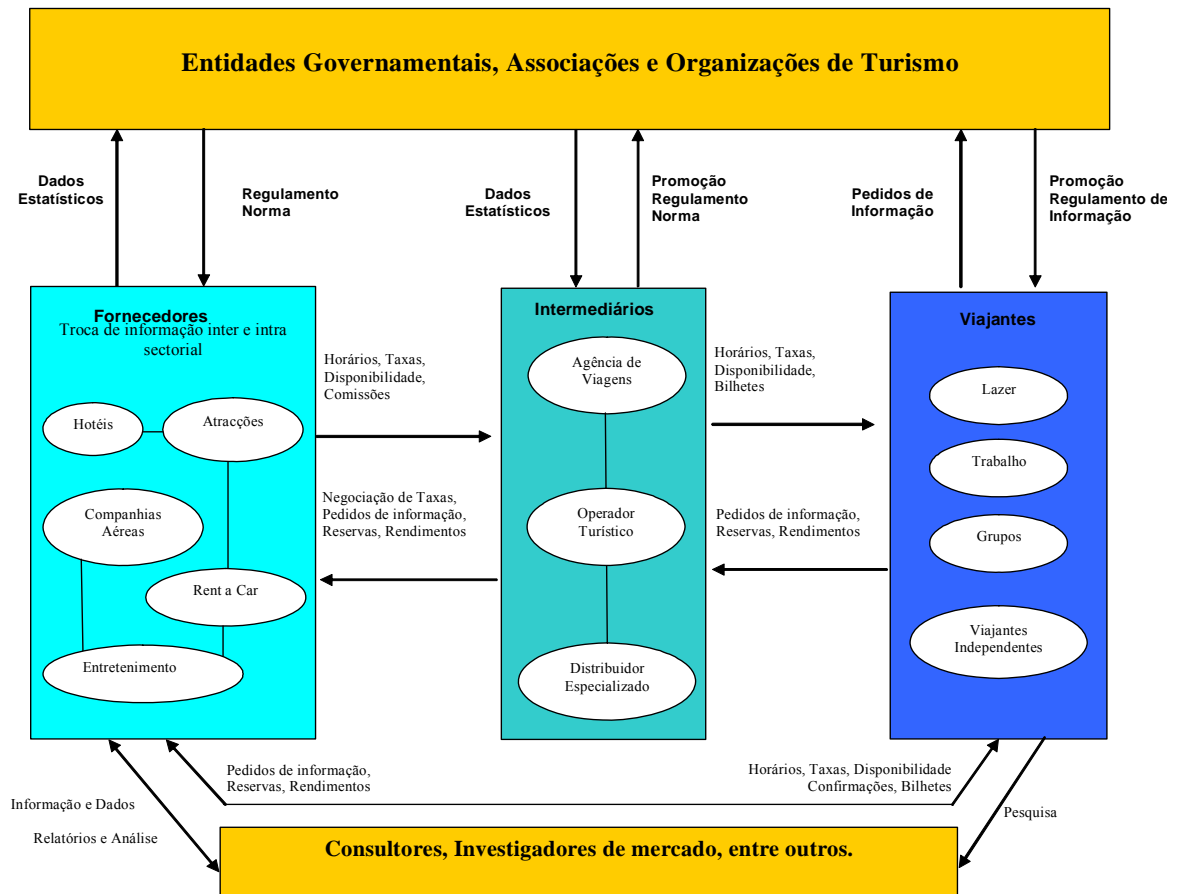 Entidades Governamentais, Associações e Organizações de Turismo
Dados
Estatísticos
Regulamento
Norma
Dados
Estatísticos
Promoção
Regulamento
Norma
Pedidos de
Informação
Promoção
Regulamento de
Informação
Fornecedores
Troca de informação inter e intra
sectorial
Hotéis
Atracções
Companhias
Aéreas
Rent a Car
Entretenimento
Horários, Taxas,
Disponibilidade,
Comissões
Negociação de Taxas,
Pedidos de informação,
Reservas, Rendimentos
Intermediários
Agência de
Viagens
Operador
Turístico
Distribuidor
Especializado
Horários, Taxas,
Disponibilidade,
Bilhetes
Pedidos de informação,
Reservas, Rendimentos
Viajantes
Lazer
Trabalho
Grupos
Viajantes
Independentes
Pedidos de informação,
Reservas, Rendimentos
Horários, Taxas, Disponibilidade
Confirmações, Bilhetes
Informação e Dados
Relatórios e Análise
Pesquisa
Consultores, Investigadores de mercado, entre outros.